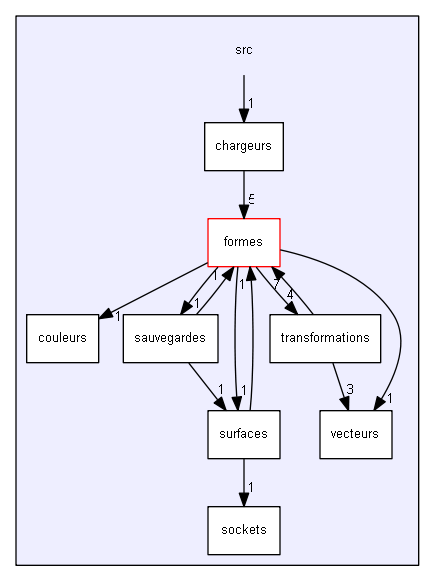 src
1
chargeurs
5
formes
1
7
1
1
4
1
couleurs
sauvegardes
transformations
1
1
3
1
surfaces
vecteurs
1
sockets